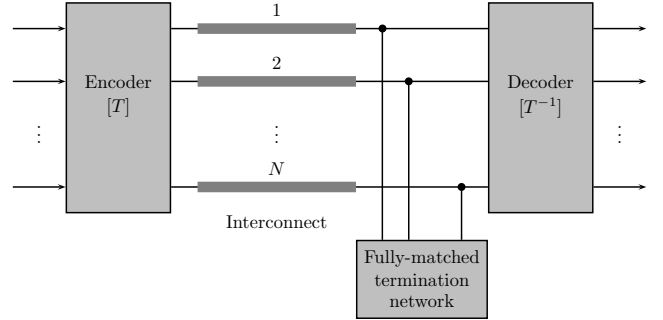 1
Encoder
[T]
2
Decoder
[T⁻¹]
⋮
⋮
⋮
N
Interconnect
Fully-matched
termination
network